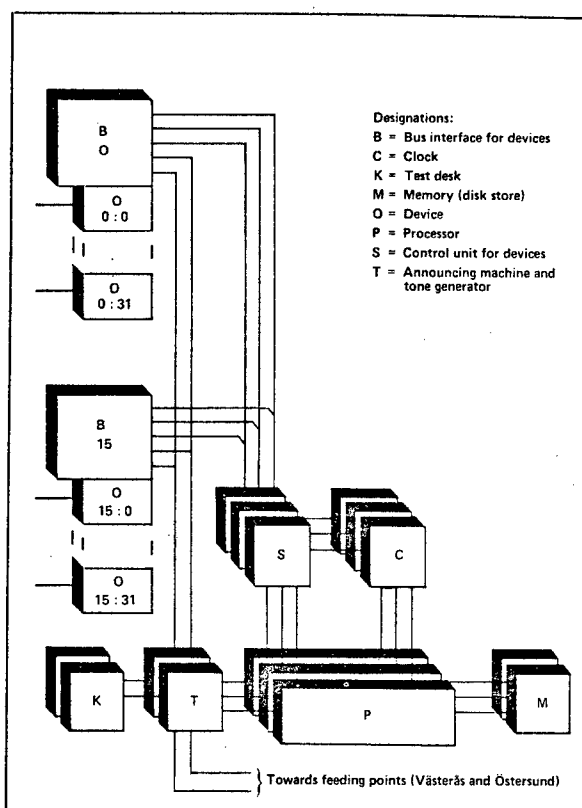 B
O
O
0 : 0
O
0 : 31
B
15
O
15 : 0
O
15 : 31
Designations:
B = Bus interface for devices
C = Clock
K = Test desk
M = Memory (disk store)
O = Device
P = Processor
S = Control unit for devices
T = Announcing machine and
tone generator
S
C
K
T
P
M
Towards feeding points (Västerås and Östersund)